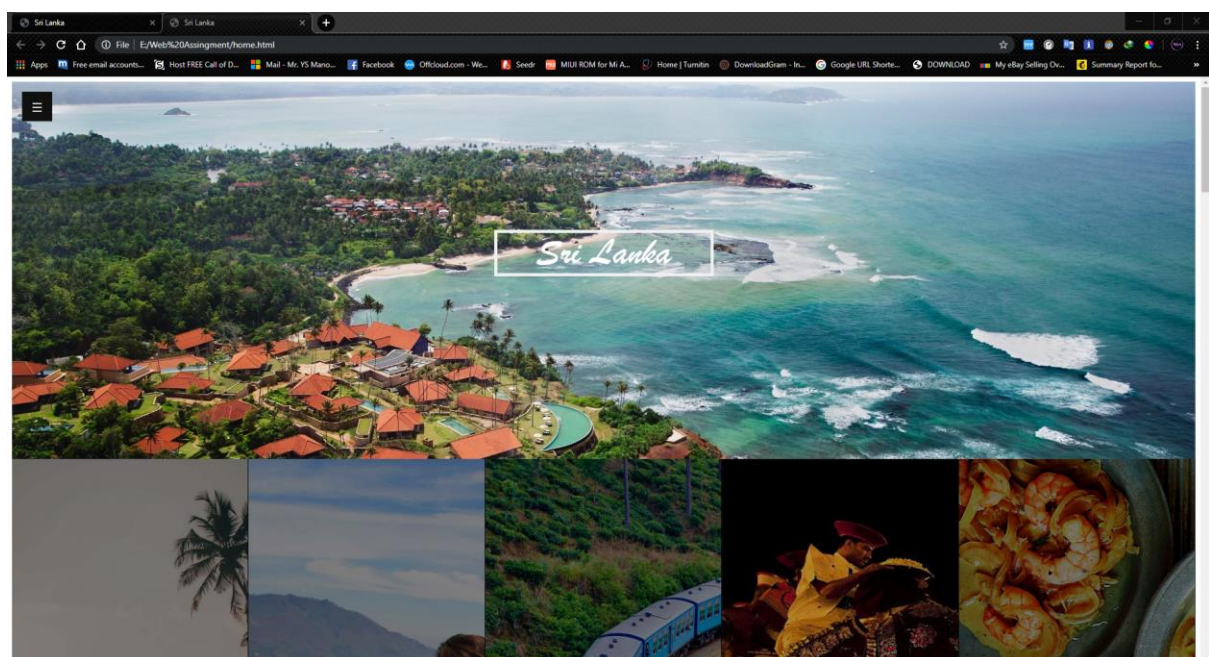 Sri Lanka
Sri Lanka
File E:/Web%20Assingment/home.html
Apps Free email accounts... Host FREE Call of D... Mail - Mr. YS Mano... Facebook Offcloud.com - We... Seedr MIUI ROM for Mi A... Home | Turnitin DownloadGram - In... Google URL Shorte... DOWNLOAD My eBay Selling Ov... Summary Report fo...
Sri Lanka